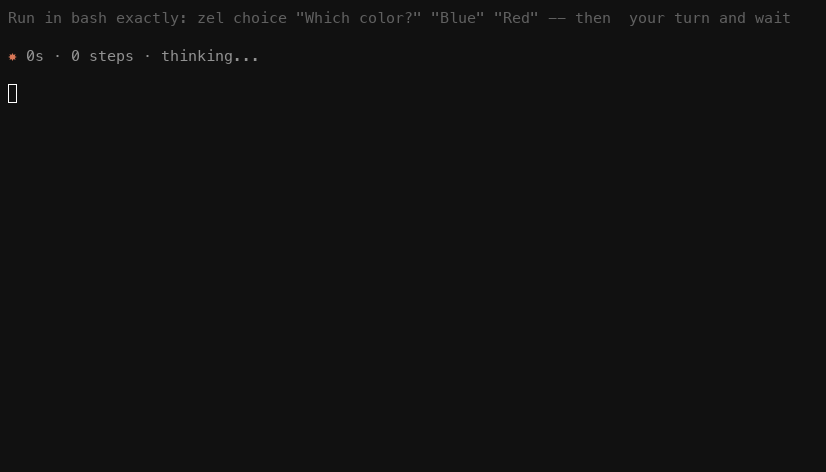 Run in bash exactly: zel choice "Which color?" "Blue" "Red" —— then  your turn and wait
✸ 0s · 0 steps · thinking...